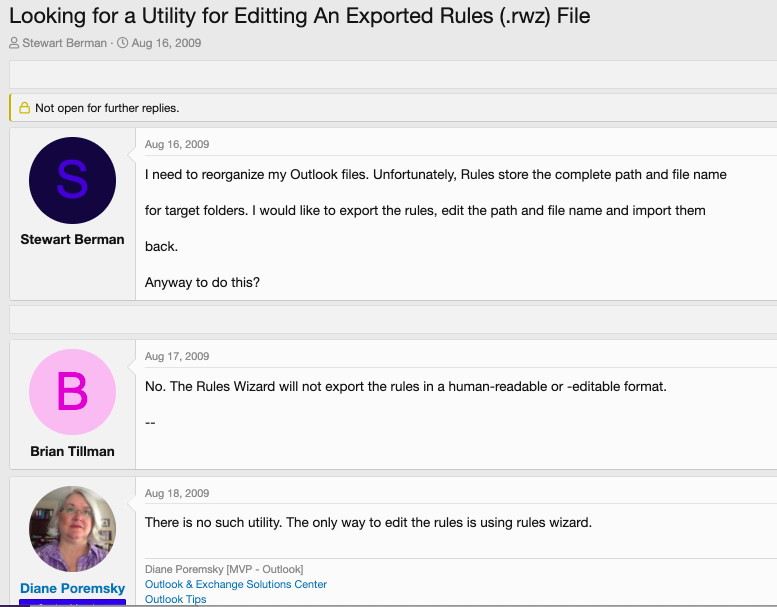 Looking for a Utility for Editting An Exported Rules (.rwz) File
Stewart Berman · Aug 16, 2009
Not open for further replies.
S
Stewart Berman
Aug 16, 2009
I need to reorganize my Outlook files. Unfortunately, Rules store the complete path and file name
for target folders. I would like to export the rules, edit the path and file name and import them
back.
Anyway to do this?
B
Brian Tillman
Aug 17, 2009
No. The Rules Wizard will not export the rules in a human-readable or -editable format.
--
Diane Poremsky
Aug 18, 2009
There is no such utility. The only way to edit the rules is using rules wizard.
Diane Poremsky [MVP - Outlook]
Outlook & Exchange Solutions Center
Outlook Tips